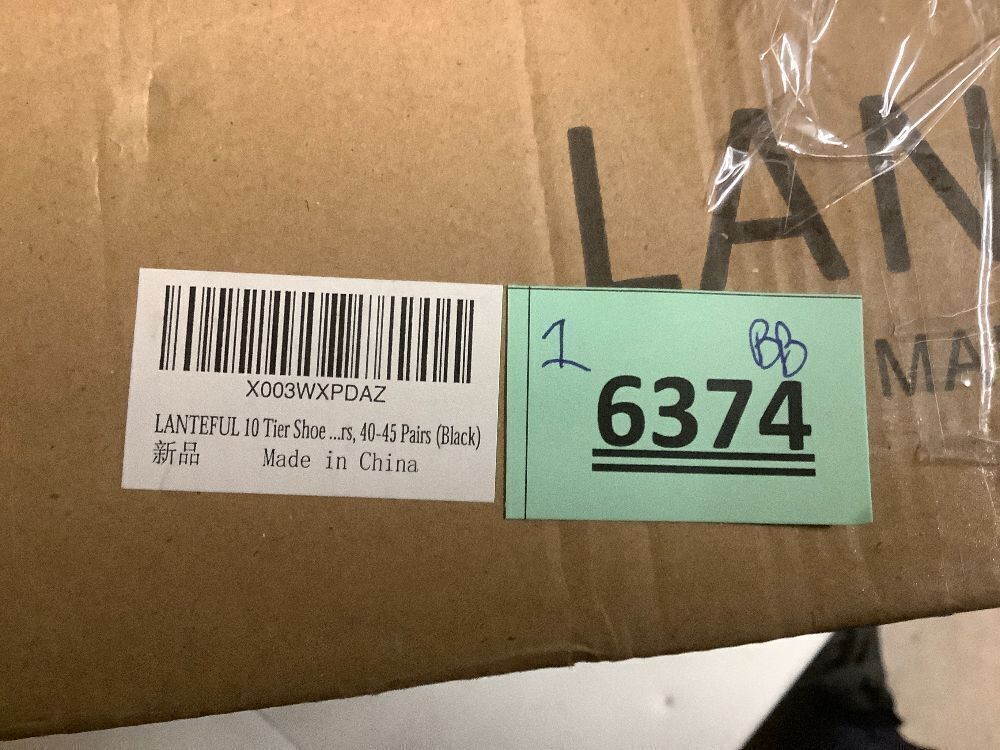 LAN
MA
X003WXPDAZ
LANTEFUL 10 Tier Shoe ...rs, 40-45 Pairs (Black)
新品 Made in China
1 BB
6374